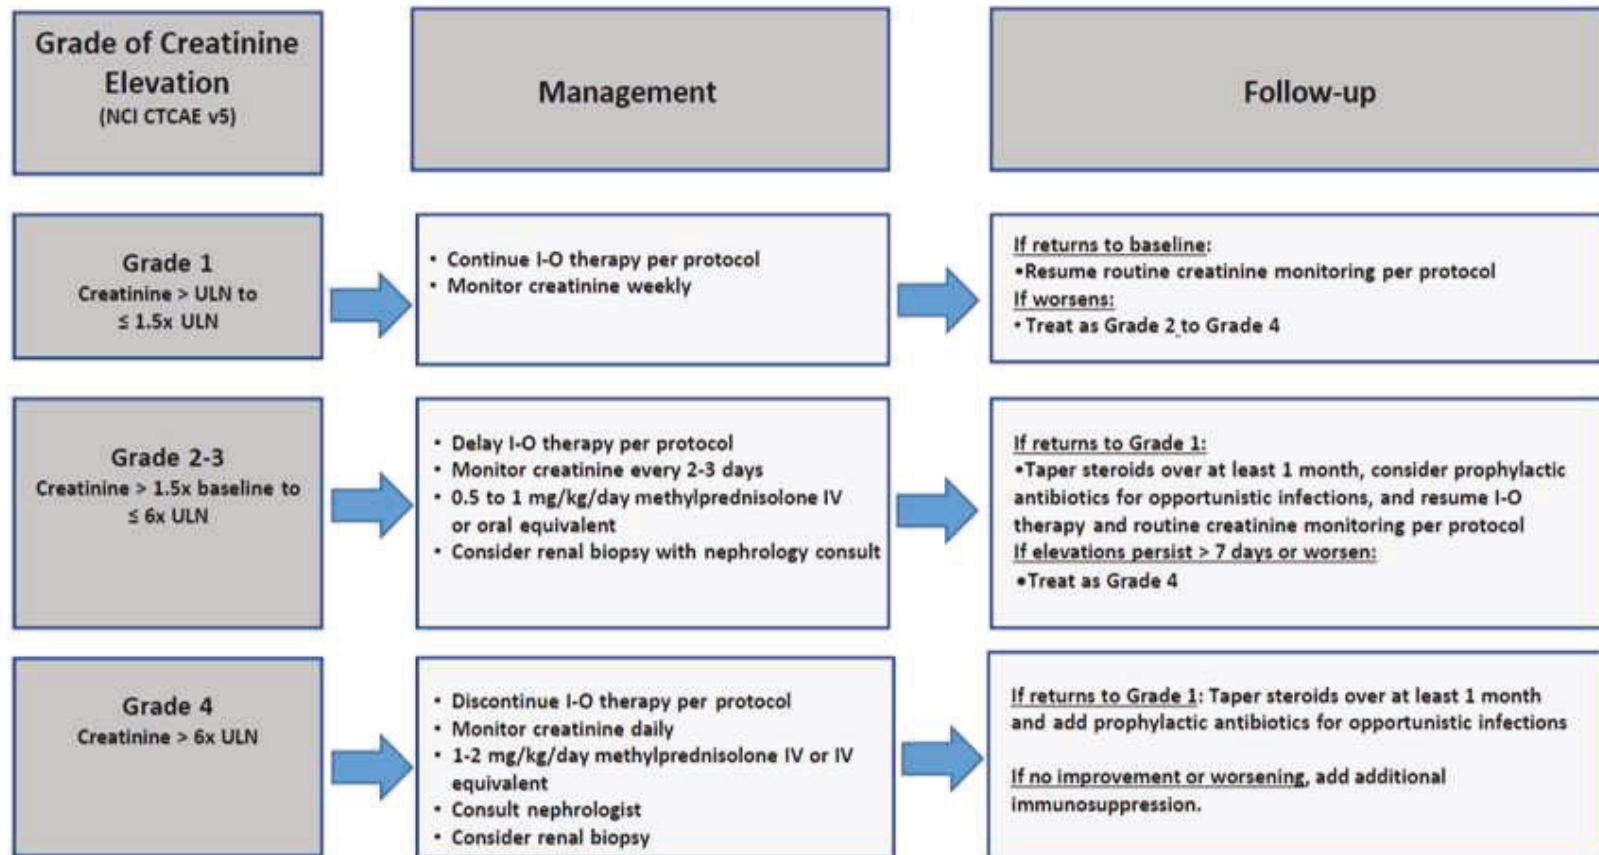 Grade of Creatinine
Elevation
(NCI CTCAE v5)
Management
Follow-up
Grade 1
Creatinine > ULN to
≤ 1.5x ULN
• Continue I-O therapy per protocol
• Monitor creatinine weekly
If returns to baseline:
•Resume routine creatinine monitoring per protocol
If worsens:
• Treat as Grade 2 to Grade 4
Grade 2-3
Creatinine > 1.5x baseline to
≤ 6x ULN
• Delay I-O therapy per protocol
• Monitor creatinine every 2-3 days
• 0.5 to 1 mg/kg/day methylprednisolone IV
or oral equivalent
• Consider renal biopsy with nephrology consult
If returns to Grade 1:
•Taper steroids over at least 1 month, consider prophylactic
antibiotics for opportunistic infections, and resume I-O
therapy and routine creatinine monitoring per protocol
If elevations persist > 7 days or worsen:
•Treat as Grade 4
Grade 4
Creatinine > 6x ULN
• Discontinue I-O therapy per protocol
• Monitor creatinine daily
• 1-2 mg/kg/day methylprednisolone IV or IV
equivalent
• Consult nephrologist
• Consider renal biopsy
If returns to Grade 1: Taper steroids over at least 1 month
and add prophylactic antibiotics for opportunistic infections
If no improvement or worsening, add additional
immunosuppression.